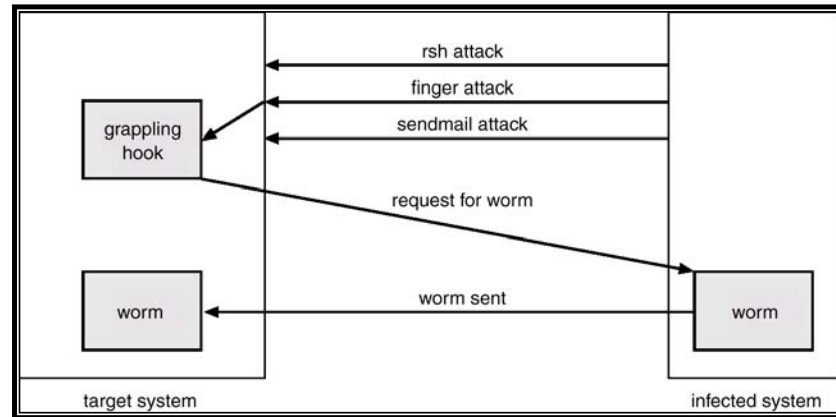 rsh attack
finger attack
grappling
hook
sendmail attack
request for worm
worm
worm sent
worm
target system
infected system